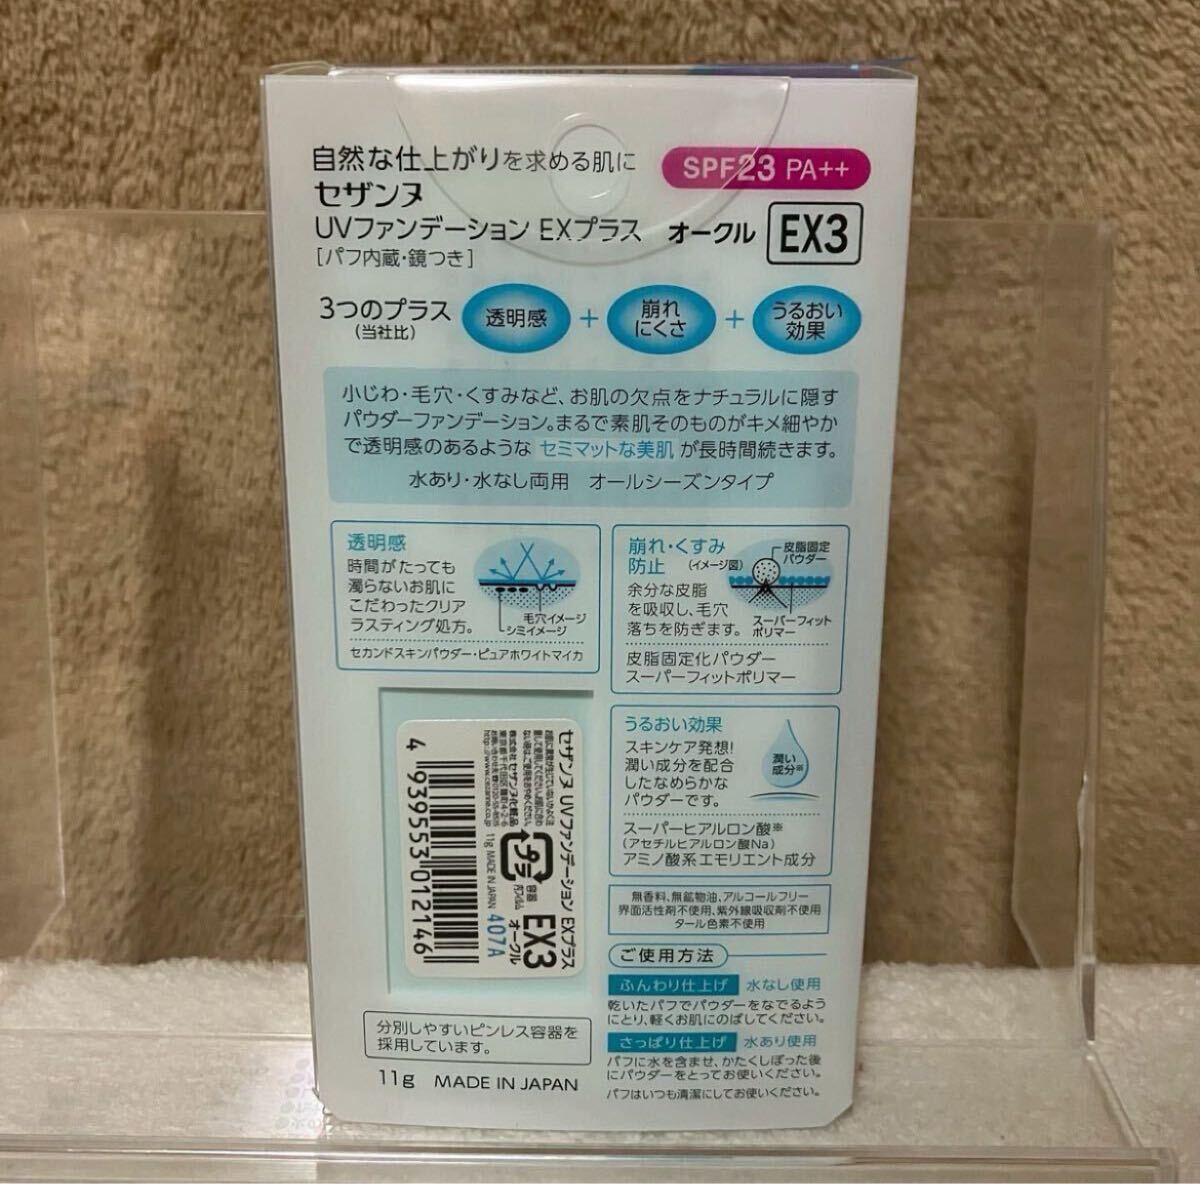 自然な仕上がりを求める肌に
SPF23 PA++
セザンヌ
UVファンデーション EXプラス オークル EX3
[パフ内蔵・鏡つき]
3つのプラス
(当社比)
透明感
+
崩れ
にくさ
+
うるおい
効果
小じわ・毛穴・くすみなど、お肌の欠点をナチュラルに隠す
パウダーファンデーション。まるで素肌そのものがキメ細やか
で透明感のあるような セミマットな美肌 が長時間続きます。
水あり・水なし両用 オールシーズンタイプ
透明感
時間がたっても
濁らないお肌に
こだわったクリア
ラスティング処方。
毛穴イメージ
シミイメージ
セカンドスキンパウダー・ピュアホワイトマイカ
崩れ・くすみ
防止 (イメージ図)
皮脂固定
パウダー
余分な皮脂
を吸収し、毛穴
落ちを防ぎます。
スーパーフィット
ポリマー
皮脂固定化パウダー
スーパーフィットポリマー
うるおい効果
スキンケア発想!
潤い成分を配合
したなめらかな
パウダーです。
潤い
成分※
スーパーヒアルロン酸※
(アセチルヒアルロン酸Na)
アミノ酸系エモリエント成分
無香料、無鉱物油、アルコールフリー
界面活性剤不使用、紫外線吸収剤不使用
タール色素不使用
セザンヌ UVファンデーション EXプラス
EX3
オークル
株式会社セザンヌ化粧品
http://www.cezanne.co.jp
11g MADE IN JAPAN
407A
プラ
容器
4 939553 012146
ご使用方法
ふんわり仕上げ 水なし使用
乾いたパフでパウダーをなでるよう
にとり、軽くお肌にのばしてください。
さっぱり仕上げ 水あり使用
パフに水を含ませ、かたくしぼった後
にパウダーをとってお使いください。
パフはいつも清潔にしてお使いください。
分別しやすいピンレス容器を
採用しています。
11g MADE IN JAPAN